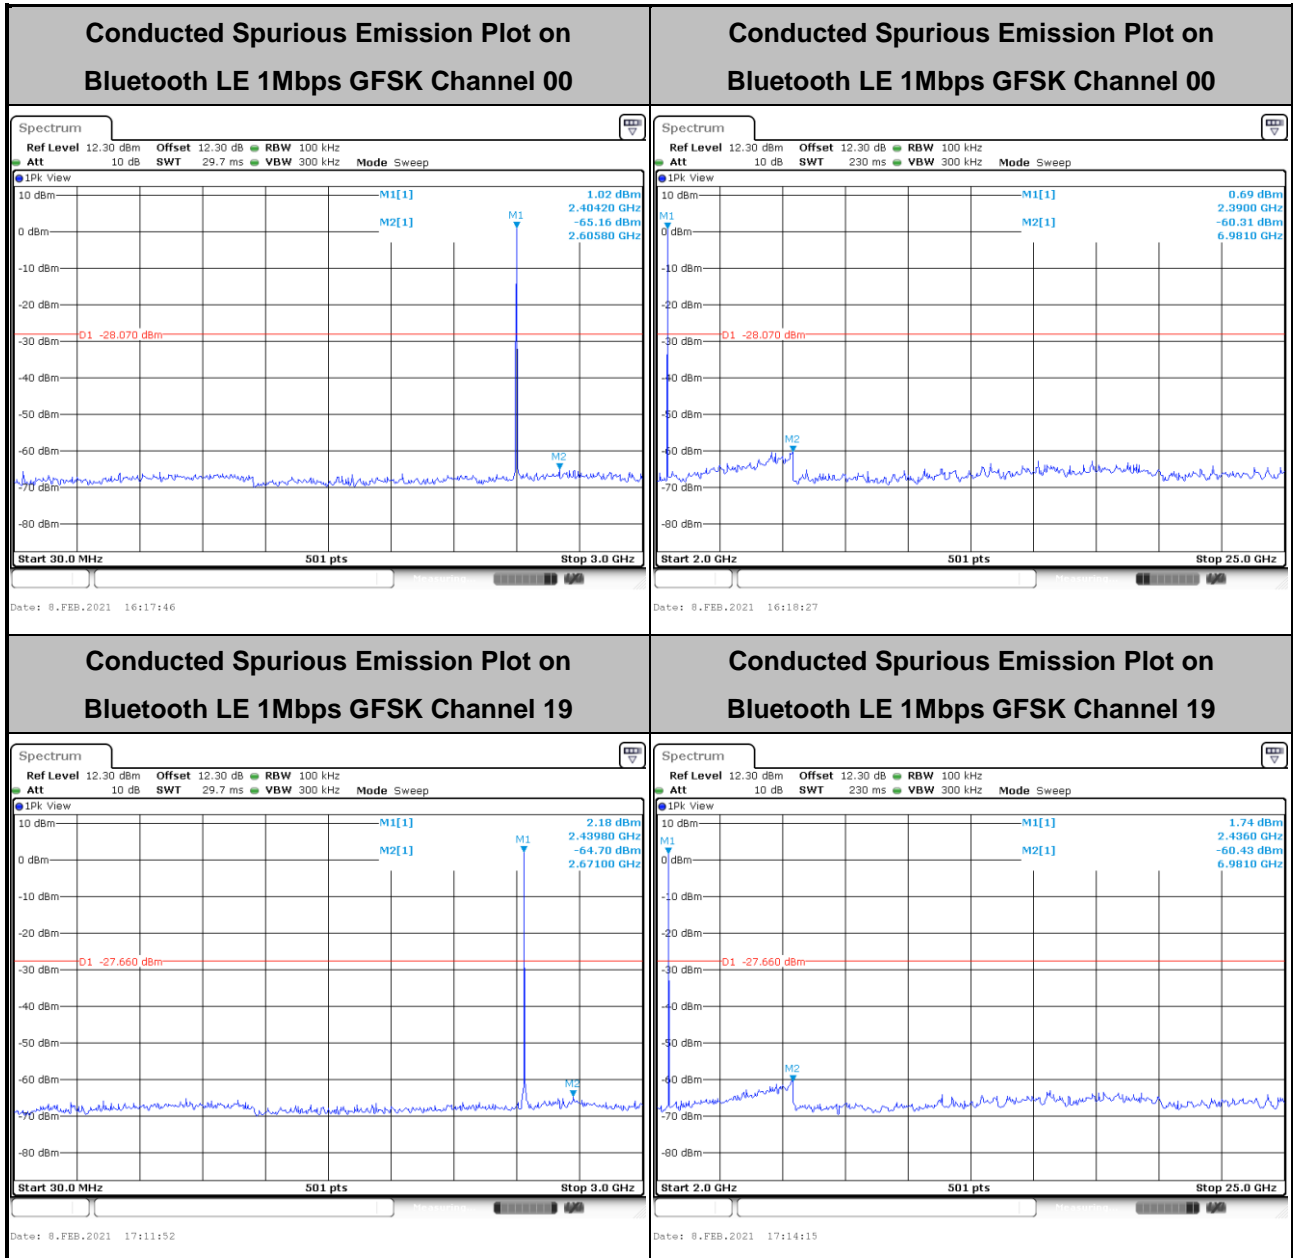 Conducted Spurious Emission Plot on
Bluetooth LE 1Mbps GFSK Channel 00
Spectrum
Ref Level 12.30 dBm Offset 12.30 dB RBW 100 kHz
Att 10 dB SWT 29.7 ms VBW 300 kHz Mode Sweep
1Pk View
10 dBm
M1[1] 1.02 dBm
2.40420 GHz
M2[1] -65.16 dBm
2.60580 GHz
M1
0 dBm
-10 dBm
-20 dBm
D1 -28.070 dBm
-30 dBm
-40 dBm
-50 dBm
-60 dBm
M2
-70 dBm
-80 dBm
Start 30.0 MHz 501 pts Stop 3.0 GHz
Measuring
Date: 8.FEB.2021 16:17:46
Conducted Spurious Emission Plot on
Bluetooth LE 1Mbps GFSK Channel 00
Spectrum
Ref Level 12.30 dBm Offset 12.30 dB RBW 100 kHz
Att 10 dB SWT 230 ms VBW 300 kHz Mode Sweep
1Pk View
10 dBm
M1[1] 0.69 dBm
2.3900 GHz
M2[1] -60.31 dBm
6.9810 GHz
M1
0 dBm
-10 dBm
-20 dBm
D1 -28.070 dBm
-30 dBm
-40 dBm
-50 dBm
M2
-60 dBm
-70 dBm
-80 dBm
Start 2.0 GHz 501 pts Stop 25.0 GHz
Measuring
Date: 8.FEB.2021 16:18:27
Conducted Spurious Emission Plot on
Bluetooth LE 1Mbps GFSK Channel 19
Spectrum
Ref Level 12.30 dBm Offset 12.30 dB RBW 100 kHz
Att 10 dB SWT 29.7 ms VBW 300 kHz Mode Sweep
1Pk View
10 dBm
M1[1] 2.18 dBm
2.43980 GHz
M2[1] -64.70 dBm
2.67100 GHz
M1
0 dBm
-10 dBm
-20 dBm
D1 -27.660 dBm
-30 dBm
-40 dBm
-50 dBm
-60 dBm
M2
-70 dBm
-80 dBm
Start 30.0 MHz 501 pts Stop 3.0 GHz
Measuring
Date: 8.FEB.2021 17:11:52
Conducted Spurious Emission Plot on
Bluetooth LE 1Mbps GFSK Channel 19
Spectrum
Ref Level 12.30 dBm Offset 12.30 dB RBW 100 kHz
Att 10 dB SWT 230 ms VBW 300 kHz Mode Sweep
1Pk View
10 dBm
M1[1] 1.74 dBm
2.4360 GHz
M2[1] -60.43 dBm
6.9810 GHz
M1
0 dBm
-10 dBm
-20 dBm
D1 -27.660 dBm
-30 dBm
-40 dBm
-50 dBm
M2
-60 dBm
-70 dBm
-80 dBm
Start 2.0 GHz 501 pts Stop 25.0 GHz
Measuring
Date: 8.FEB.2021 17:14:15